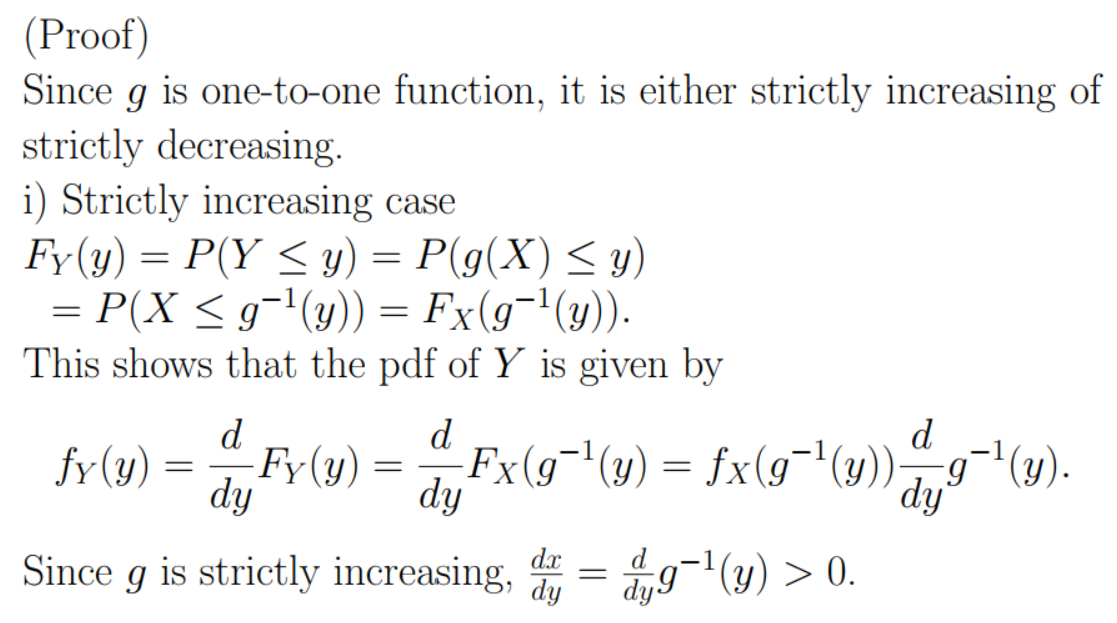 (Proof)
Since g is one-to-one function, it is either strictly increasing of
strictly decreasing.
i) Strictly increasing case
F_Y(y) = P(Y ≤ y) = P(g(X) ≤ y)
= P(X ≤ g⁻¹(y)) = F_X(g⁻¹(y)).
This shows that the pdf of Y is given by
f_Y(y) = d/dy F_Y(y) = d/dy F_X(g⁻¹(y) = f_X(g⁻¹(y)) d/dy g⁻¹(y).
Since g is strictly increasing, dx/dy = d/dy g⁻¹(y) > 0.